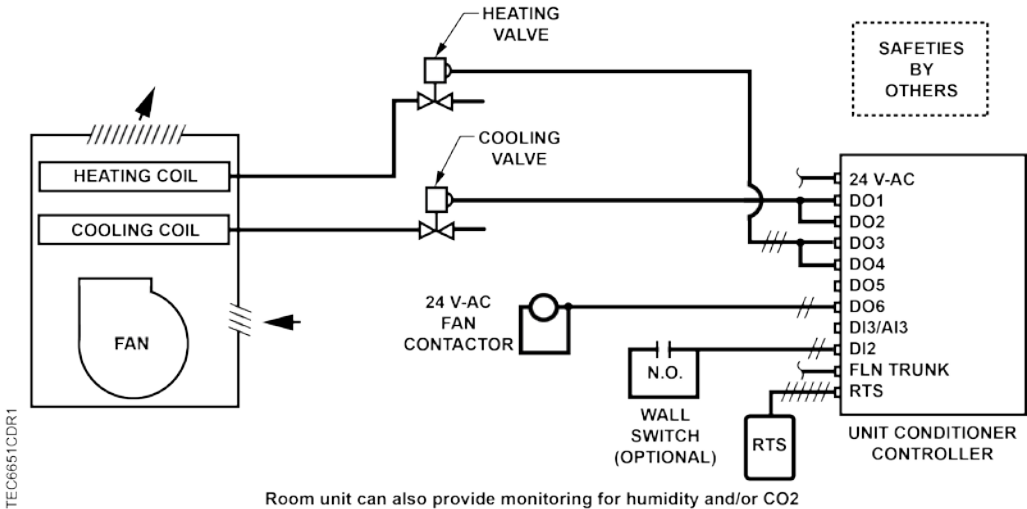 HEATING
VALVE
SAFETIES
BY
OTHERS
COOLING
VALVE
HEATING COIL
COOLING COIL
FAN
24 V-AC
FAN
CONTACTOR
N.O.
WALL
SWITCH
(OPTIONAL)
RTS
24 V-AC
DO1
DO2
DO3
DO4
DO5
DO6
DI3/AI3
DI2
FLN TRUNK
RTS
UNIT CONDITIONER
CONTROLLER
TEC6651CDR1
Room unit can also provide monitoring for humidity and/or CO2